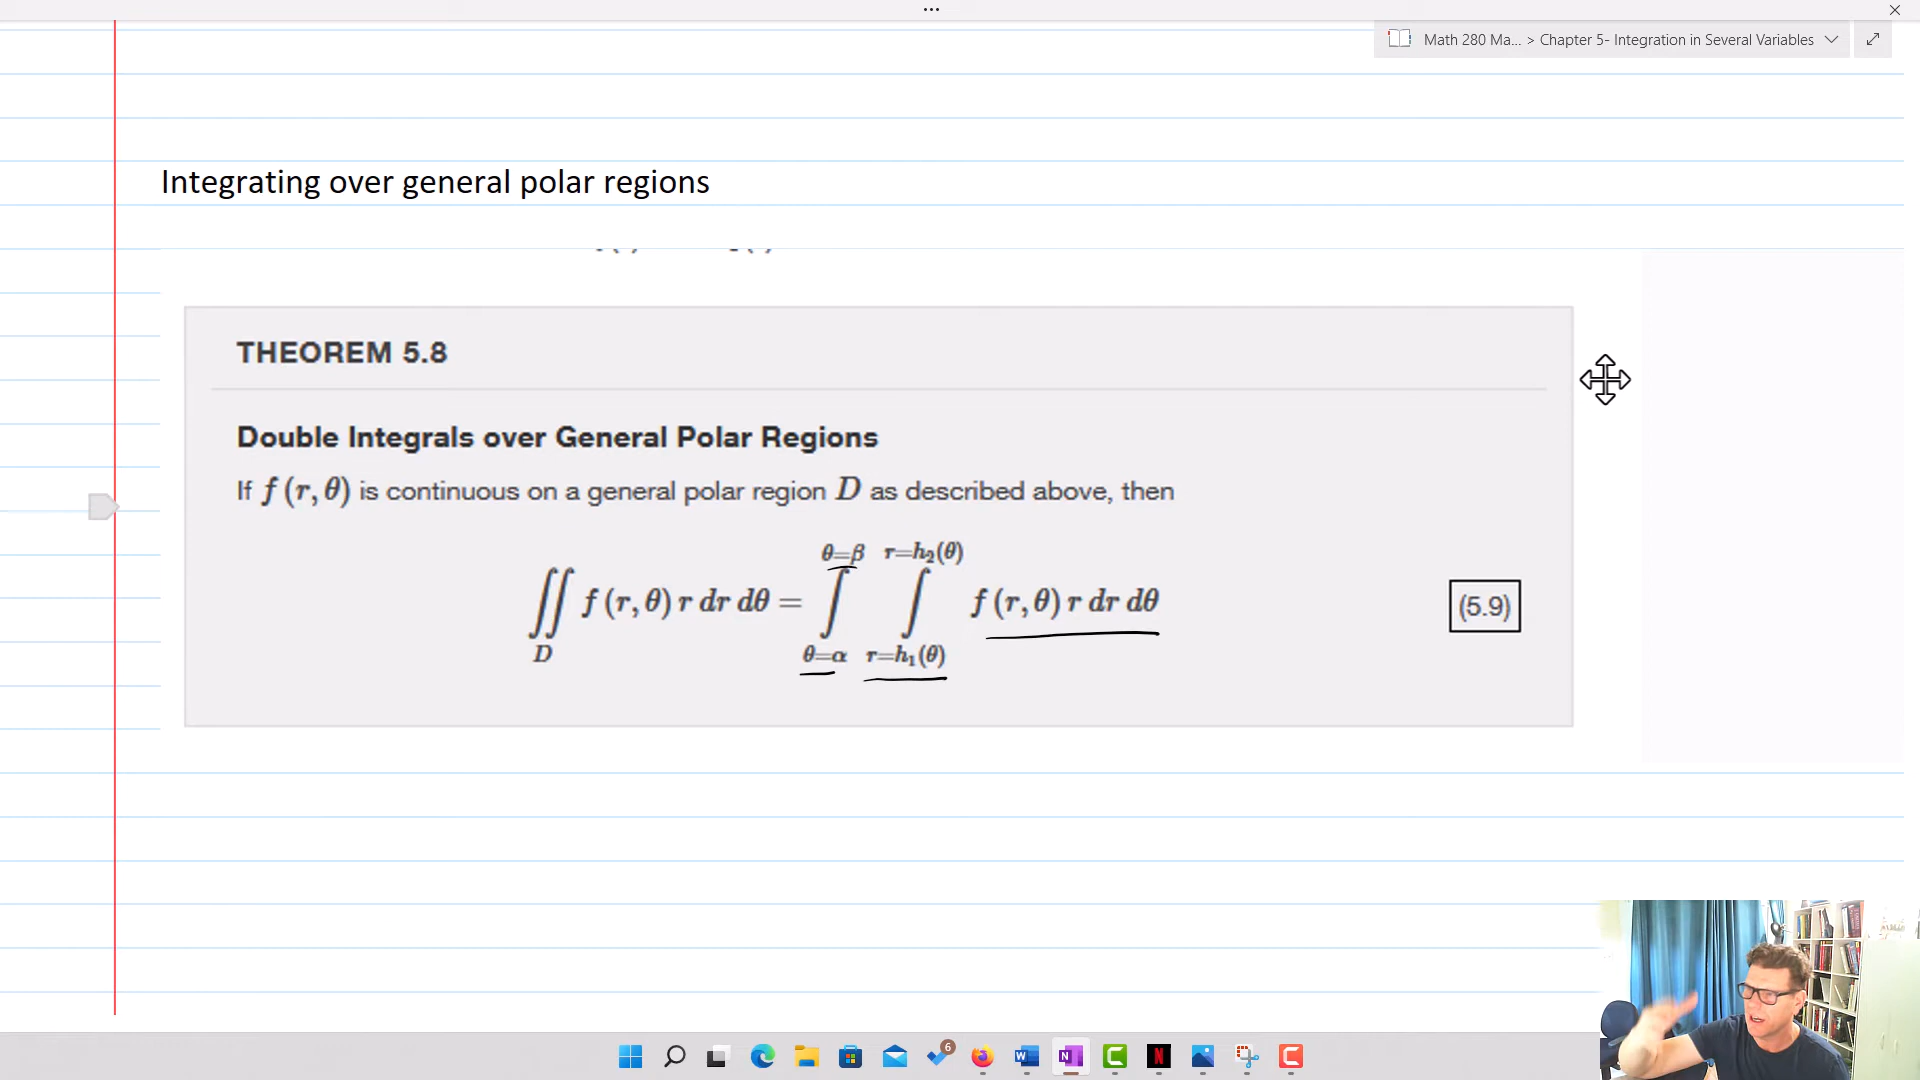 Math 280 Ma... > Chapter 5- Integration in Several Variables
Integrating over general polar regions
THEOREM 5.8
Double Integrals over General Polar Regions
If f (r, θ) is continuous on a general polar region D as described above, then
∬_D f (r, θ) r dr dθ = ∫_{θ=α}^{θ=β} ∫_{r=h₁(θ)}^{r=h₂(θ)} f (r, θ) r dr dθ
(5.9)
6